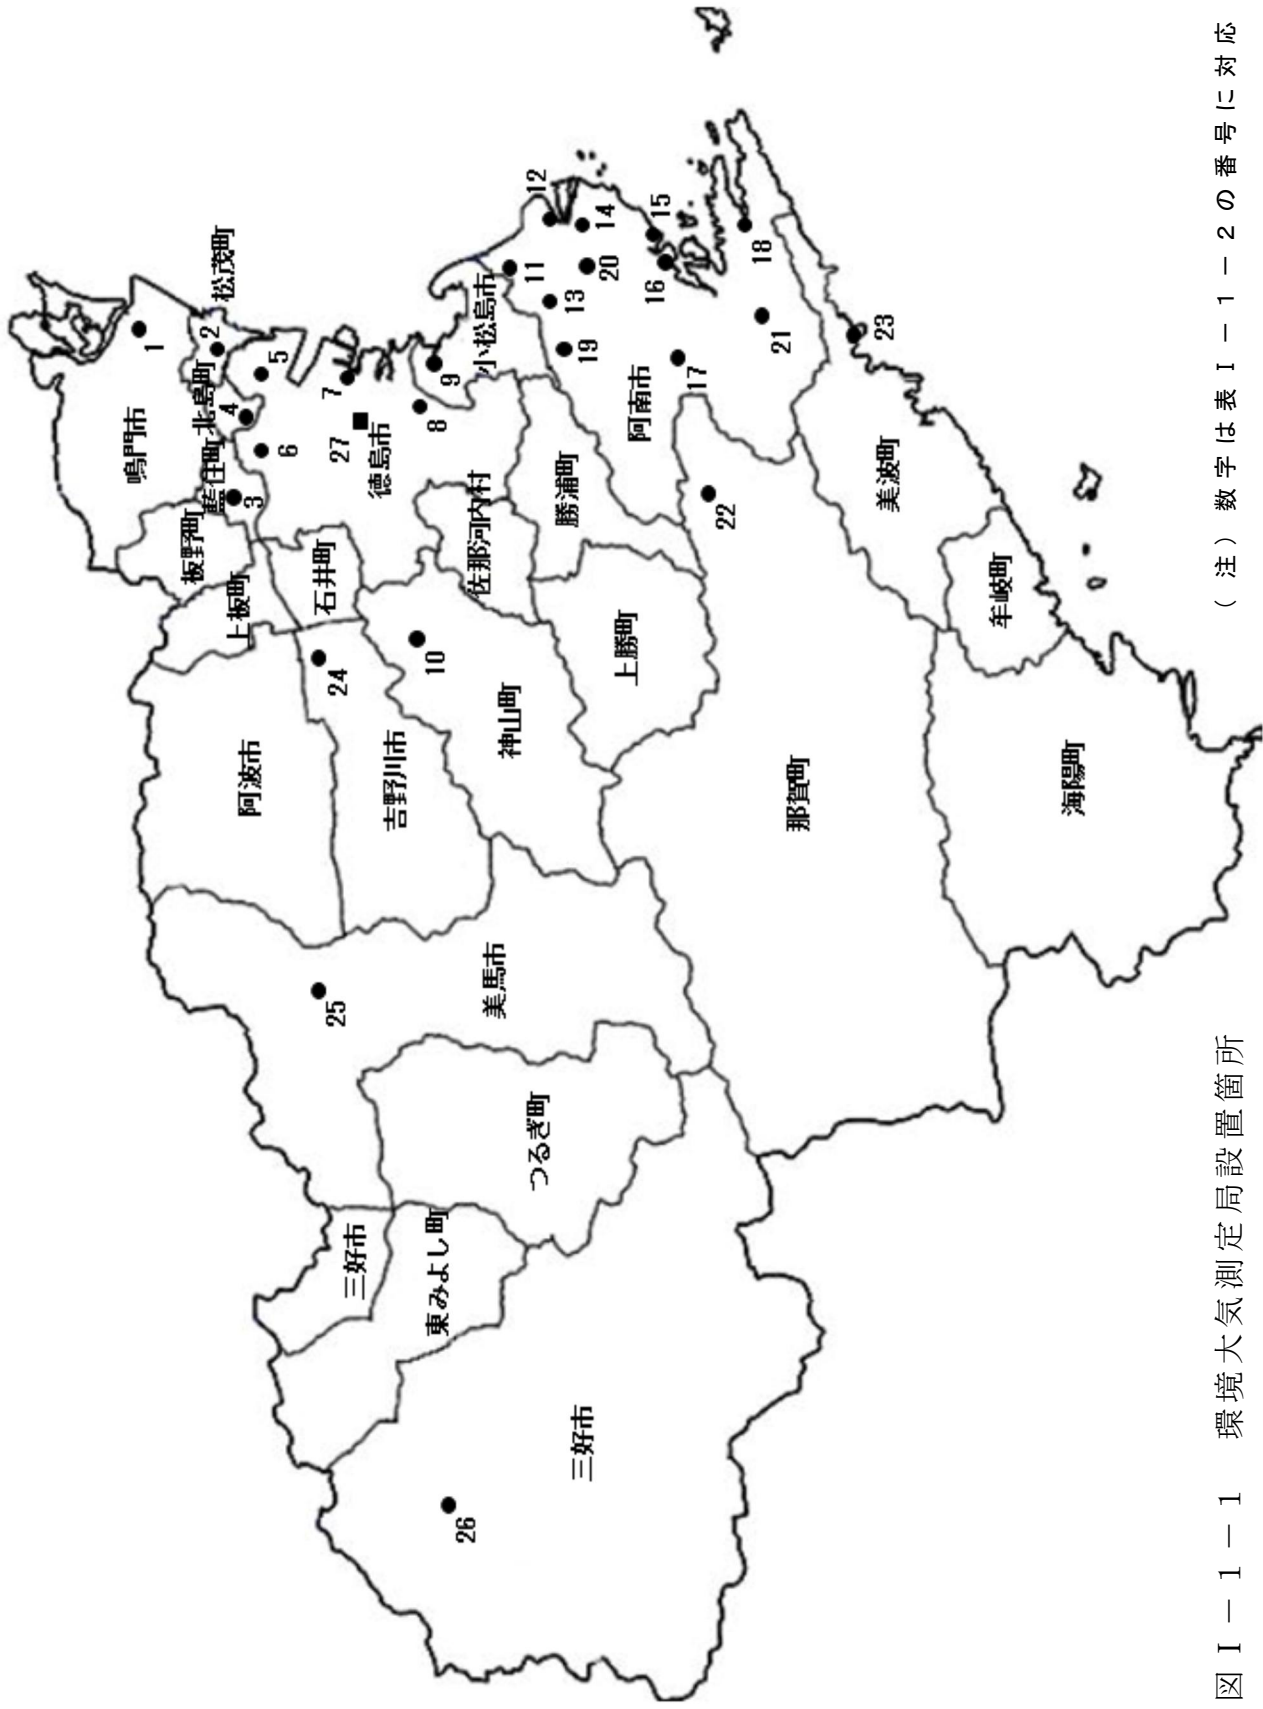 鳴門市
1
松茂町
2
北島町
藍住町
3
4
5
6
板野町
上板町
石井町
徳島市
27
7
8
9
小松島市
佐那河内村
勝浦町
上勝町
神山町
10
24
吉野川市
阿波市
25
美馬市
つるぎ町
三好市
東みよし町
三好市
26
11
12
13
14
15
16
17
18
19
20
21
阿南市
22
那賀町
23
美波町
牟岐町
海陽町
図Ⅰ－1－1 環境大気測定局設置箇所
（注）数字は表Ⅰ－1－2の番号に対応